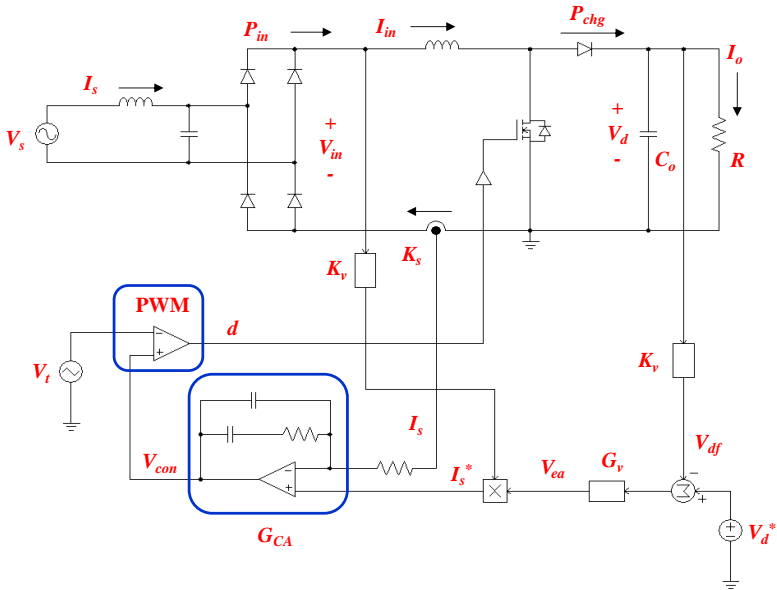 P_in
I_in
P_chg
I_s
I_o
V_s
+
V_in
-
+
V_d
-
C_o
R
K_s
K_v
PWM
d
−
+
V_t
K_v
I_s
V_df
V_con
−
+
I_s^*
×
V_ea
G_v
Σ
−
+
V_d^*
+
−
G_CA